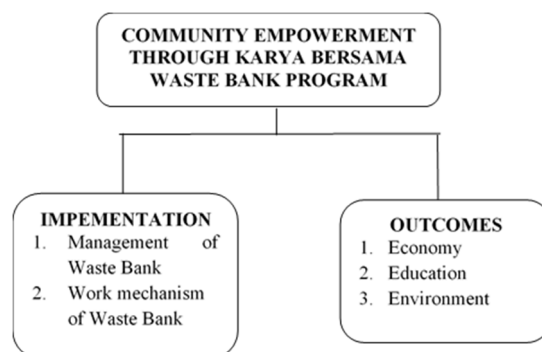 COMMUNITY EMPOWERMENT
THROUGH KARYA BERSAMA
WASTE BANK PROGRAM
IMPEMENTATION
1. Management of
Waste Bank
2. Work mechanism
of Waste Bank
OUTCOMES
1. Economy
2. Education
3. Environment